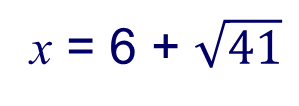 x = 6 + √41